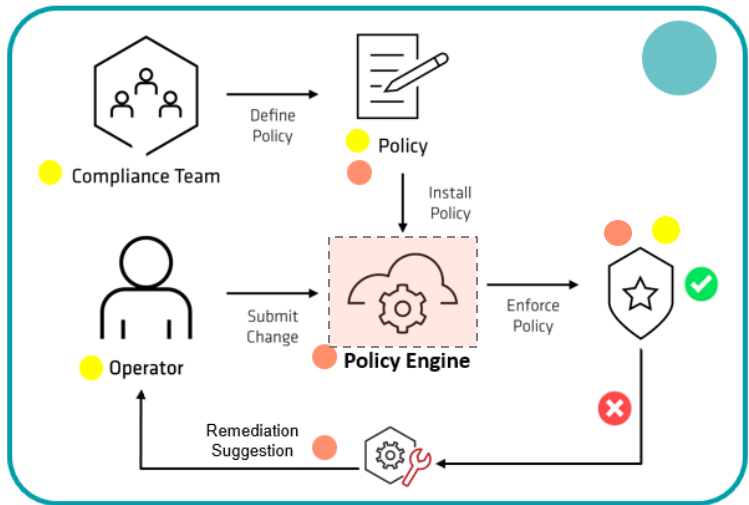 Define
Policy
Policy
Compliance Team
Install
Policy
Submit
Change
Enforce
Policy
Policy Engine
Operator
Remediation
Suggestion